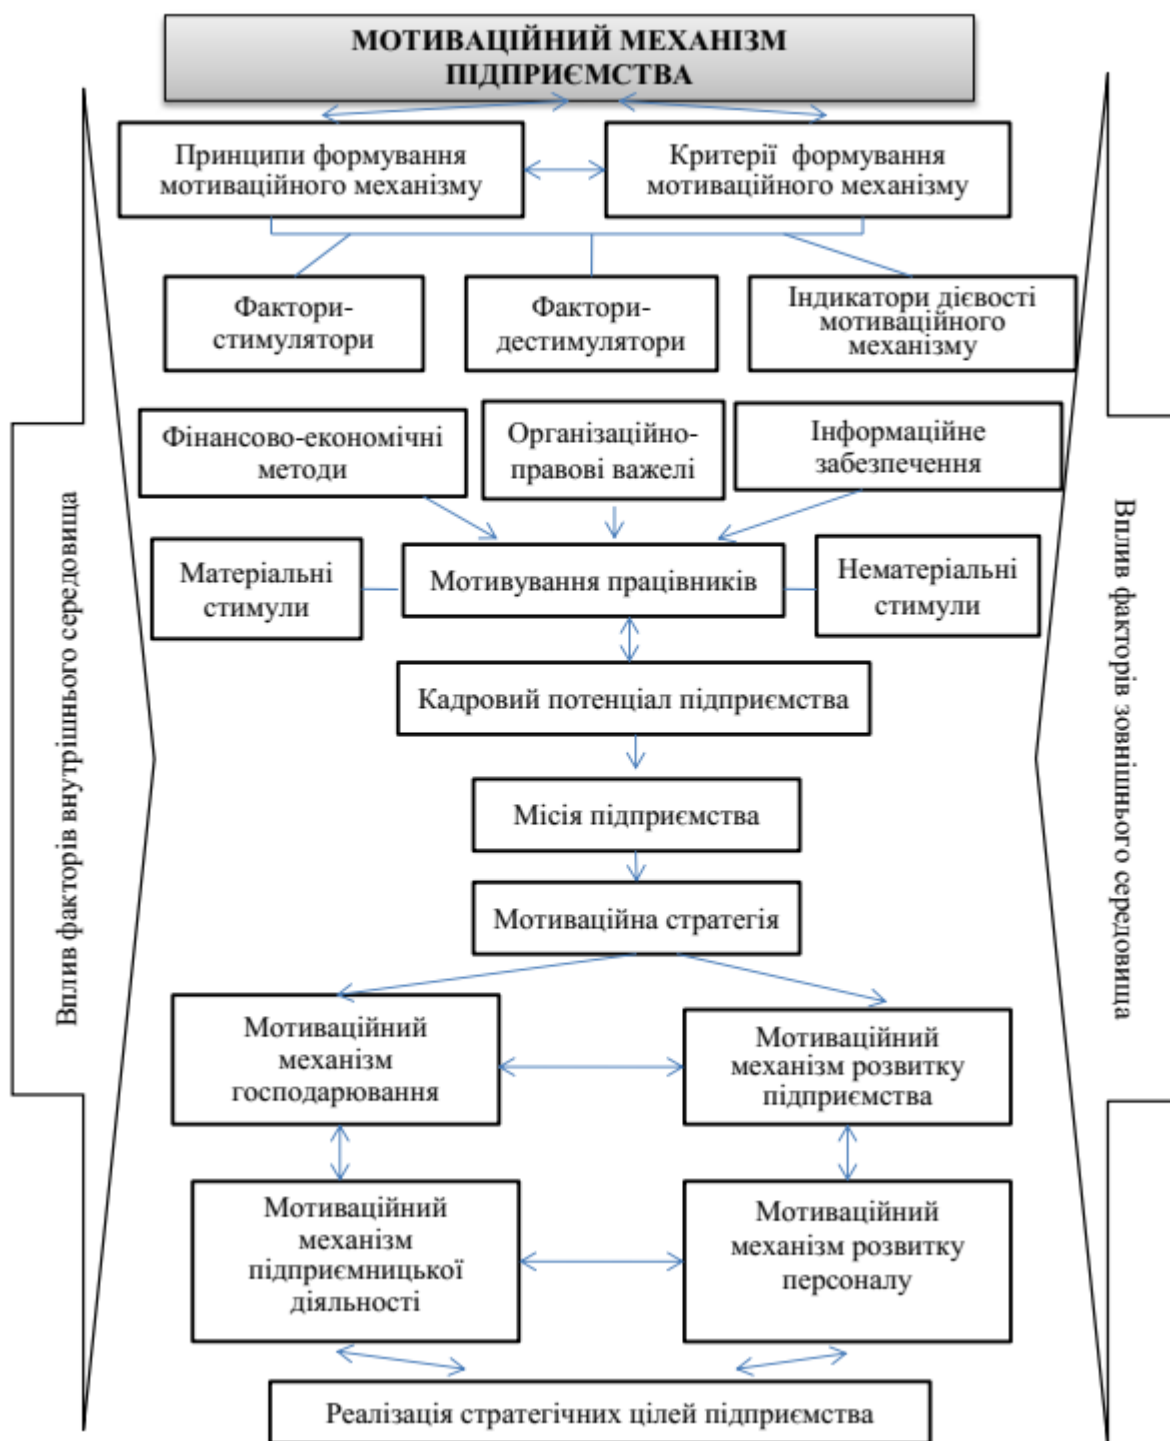 МОТИВАЦІЙНИЙ МЕХАНІЗМ
ПІДПРИЄМСТВА
Принципи формування
мотиваційного механізму
Критерії формування
мотиваційного механізму
Фактори-
стимулятори
Фактори-
дестимулятори
Індикатори дієвості
мотиваційного
механізму
Фінансово-економічні
методи
Організаційно-
правові важелі
Інформаційне
забезпечення
Матеріальні
стимули
Мотивування працівників
Нематеріальні
стимули
Кадровий потенціал підприємства
Місія підприємства
Мотиваційна стратегія
Мотиваційний
механізм
господарювання
Мотиваційний
механізм розвитку
підприємства
Мотиваційний
механізм
підприємницької
діяльності
Мотиваційний
механізм розвитку
персоналу
Реалізація стратегічних цілей підприємства
Вплив факторів внутрішнього середовища
Вплив факторів зовнішнього середовища